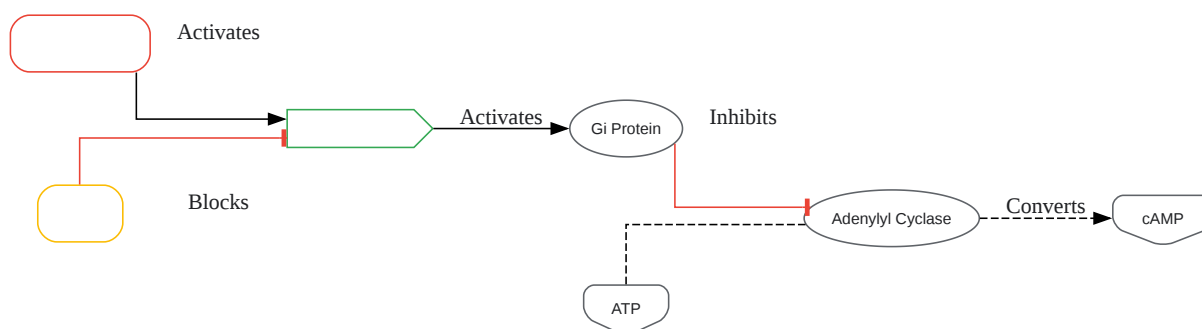 Activates
Activates
Gi Protein
Inhibits
Blocks
Adenylyl Cyclase
Converts
cAMP
ATP